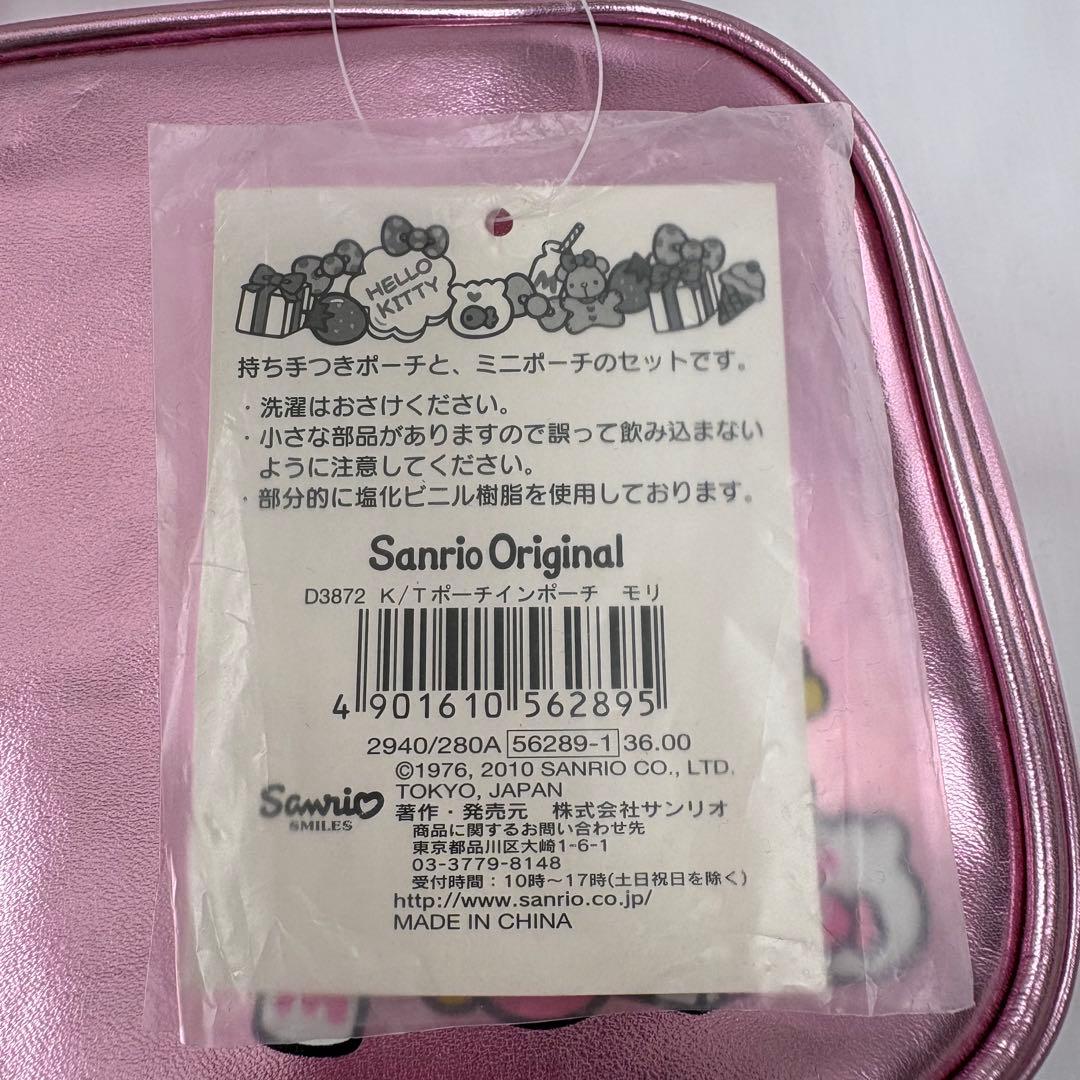 HELLO
KITTY
持ち手つきポーチと、ミニポーチのセットです。
・洗濯はおさけください。
・小さな部品がありますので誤って飲み込まない
ように注意してください。
・部分的に塩化ビニル樹脂を使用しております。
Sanrio Original
D3872 K/Tポーチインポーチ モリ
4 901610 562895
2940/280A 56289-1 36.00
©1976, 2010 SANRIO CO., LTD.
TOKYO, JAPAN
Sanrio
SMILES
著作・発売元 株式会社サンリオ
商品に関するお問い合わせ先
東京都品川区大崎1-6-1
03-3779-8148
受付時間：10時～17時(土日祝日を除く)
http://www.sanrio.co.jp/
MADE IN CHINA